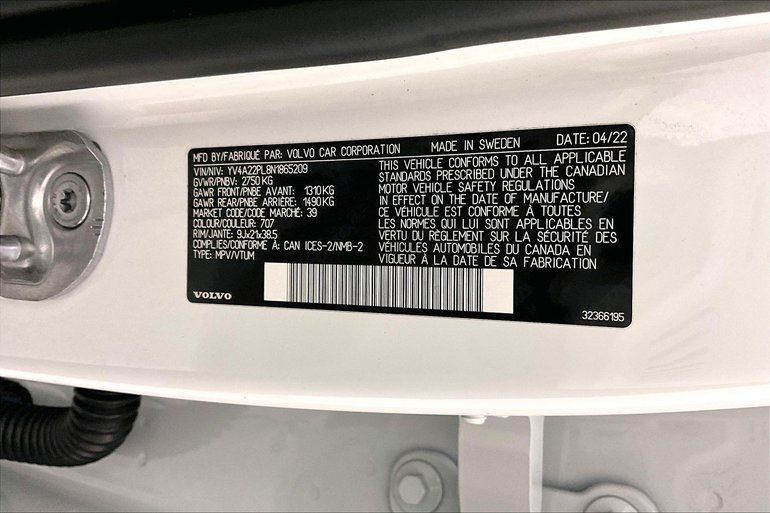 MFD BY/FABRIQUÉ PAR: VOLVO CAR CORPORATION MADE IN SWEDEN DATE: 04/22
VIN/NIV: YV4A22PL8N1865209
GVWR/PNBV: 2750 KG
GAWR FRONT/PNBE AVANT: 1310 KG
GAWR REAR/PNBE ARRIÈRE: 1490 KG
MARKET CODE/CODE MARCHÉ: 39
COLOUR/COULEUR: 707
RIM/JANTE: 9Jx21x38.5
COMPLIES/CONFORME À: CAN ICES-2/NMB-2
TYPE: MPV/VTUM
THIS VEHICLE CONFORMS TO ALL APPLICABLE
STANDARDS PRESCRIBED UNDER THE CANADIAN
MOTOR VEHICLE SAFETY REGULATIONS
IN EFFECT ON THE DATE OF MANUFACTURE/
CE VÉHICULE EST CONFORME À TOUTES
LES NORMES QUI LUI SONT APPLICABLES EN
VERTU DU RÈGLEMENT SUR LA SÉCURITÉ DES
VÉHICULES AUTOMOBILES DU CANADA EN
VIGUEUR À LA DATE DE SA FABRICATION
VOLVO
32366195